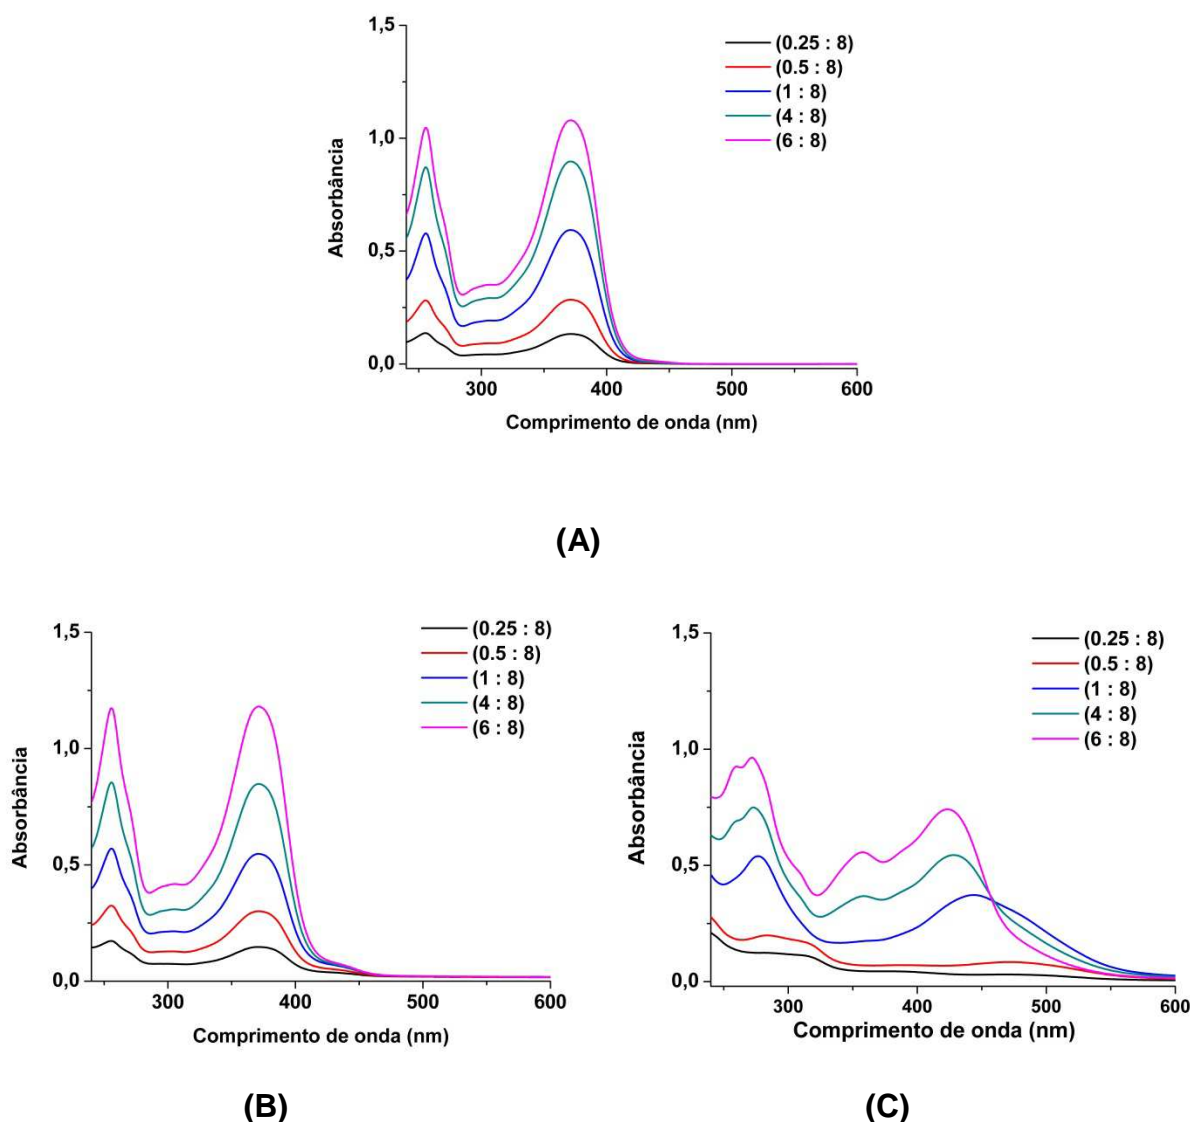 1,5
1,0
0,5
0,0
Absorbância
300
400
500
600
Comprimento de onda (nm)
(0.25 : 8)
(0.5 : 8)
(1 : 8)
(4 : 8)
(6 : 8)
(A)
1,5
1,0
0,5
0,0
Absorbância
300
400
500
600
Comprimento de onda (nm)
(0.25 : 8)
(0.5 : 8)
(1 : 8)
(4 : 8)
(6 : 8)
(B)
1,5
1,0
0,5
0,0
Absorbância
300
400
500
600
Comprimento de onda (nm)
(0.25 : 8)
(0.5 : 8)
(1 : 8)
(4 : 8)
(6 : 8)
(C)